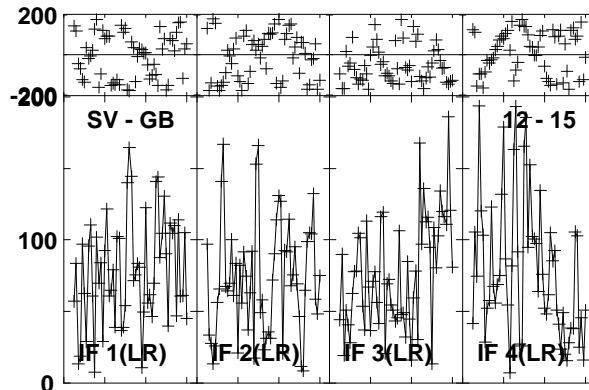 200
-200
200
SV - GB
12 - 15
100
IF 1(LR)
IF 2(LR)
IF 3(LR)
IF 4(LR)
0